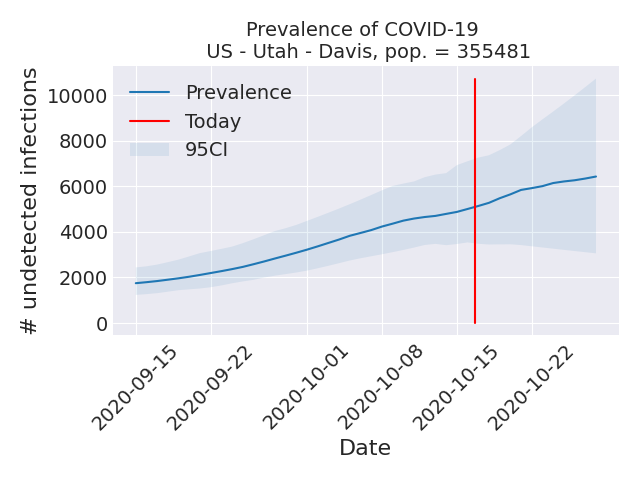 Prevalence of COVID-19
US - Utah - Davis, pop. = 355481
# undetected infections
10000
8000
6000
4000
2000
0
Prevalence
Today
95CI
2020-09-15
2020-09-22
2020-10-01
2020-10-08
2020-10-15
2020-10-22
Date